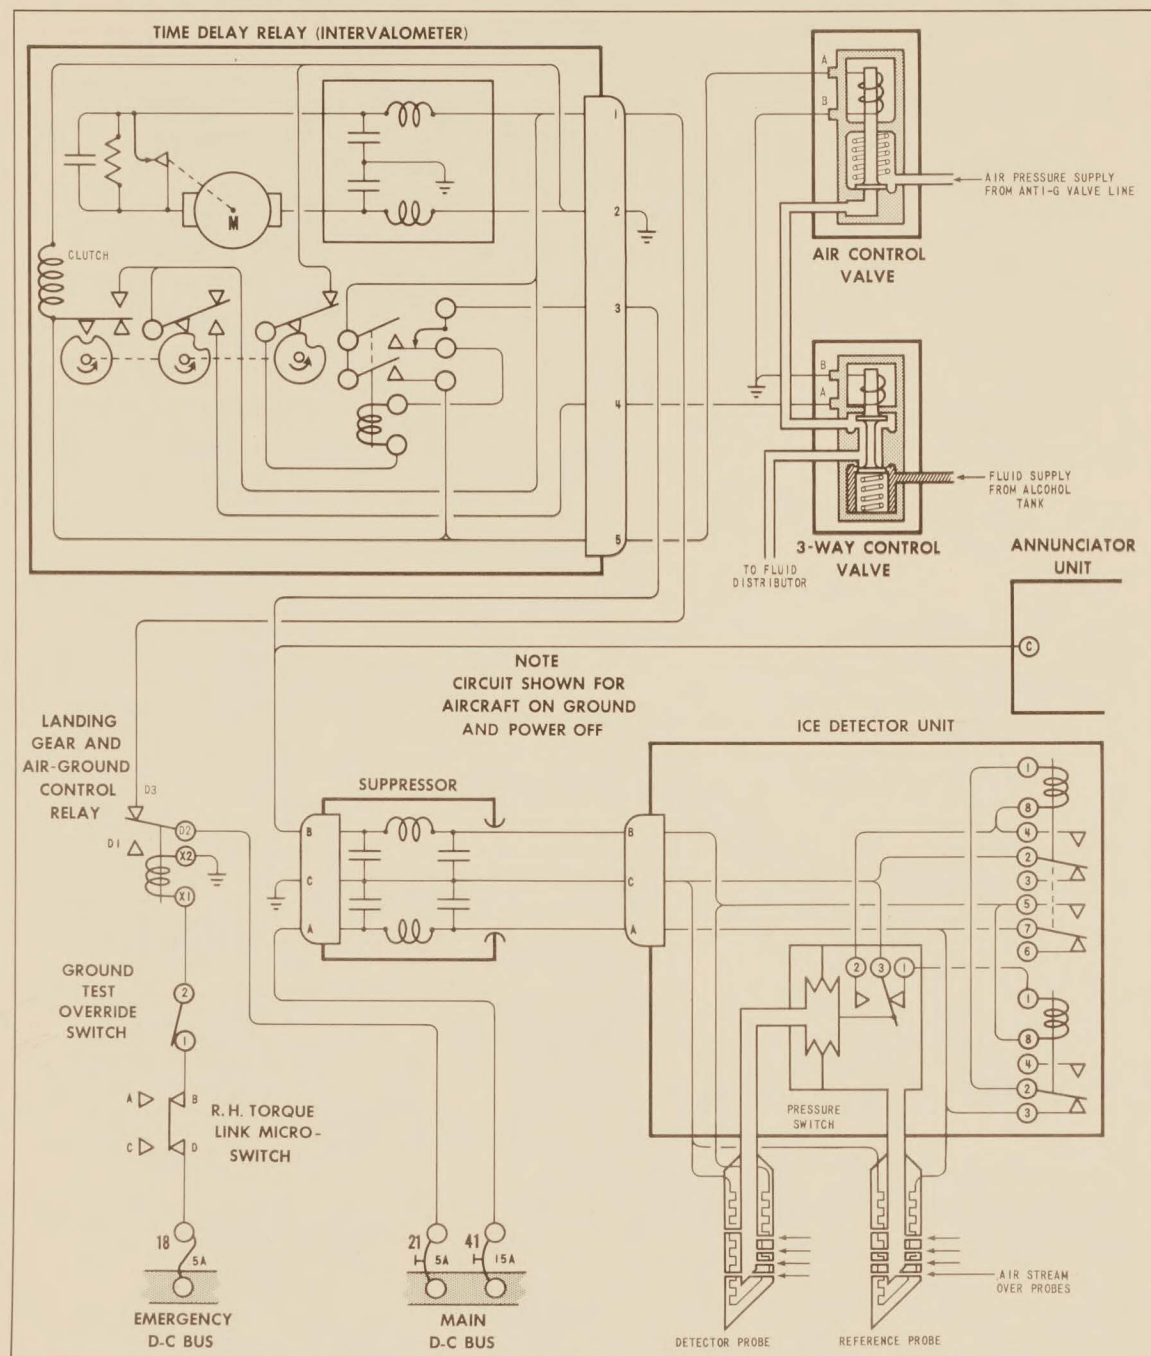 TIME DELAY RELAY (INTERVALOMETER)
M
CLUTCH
1
2
3
4
5
A
B
AIR PRESSURE SUPPLY
FROM ANTI-G VALVE LINE
AIR CONTROL
VALVE
B
A
FLUID SUPPLY
FROM ALCOHOL
TANK
3-WAY CONTROL
VALVE
TO FLUID
DISTRIBUTOR
ANNUNCIATOR
UNIT
C
NOTE
CIRCUIT SHOWN FOR
AIRCRAFT ON GROUND
AND POWER OFF
LANDING
GEAR AND
AIR-GROUND
CONTROL
RELAY
D3
D2
D1
X2
X1
SUPPRESSOR
B
C
A
ICE DETECTOR UNIT
B
C
A
1
8
4
2
3
5
7
6
1
8
4
2
3
2 3 1
PRESSURE
SWITCH
GROUND
TEST
OVERRIDE
SWITCH
2
1
A B
C D
R.H. TORQUE
LINK MICRO-
SWITCH
18
5A
EMERGENCY
D-C BUS
21
5A
41
15A
MAIN
D-C BUS
AIR STREAM
OVER PROBES
DETECTOR PROBE
REFERENCE PROBE